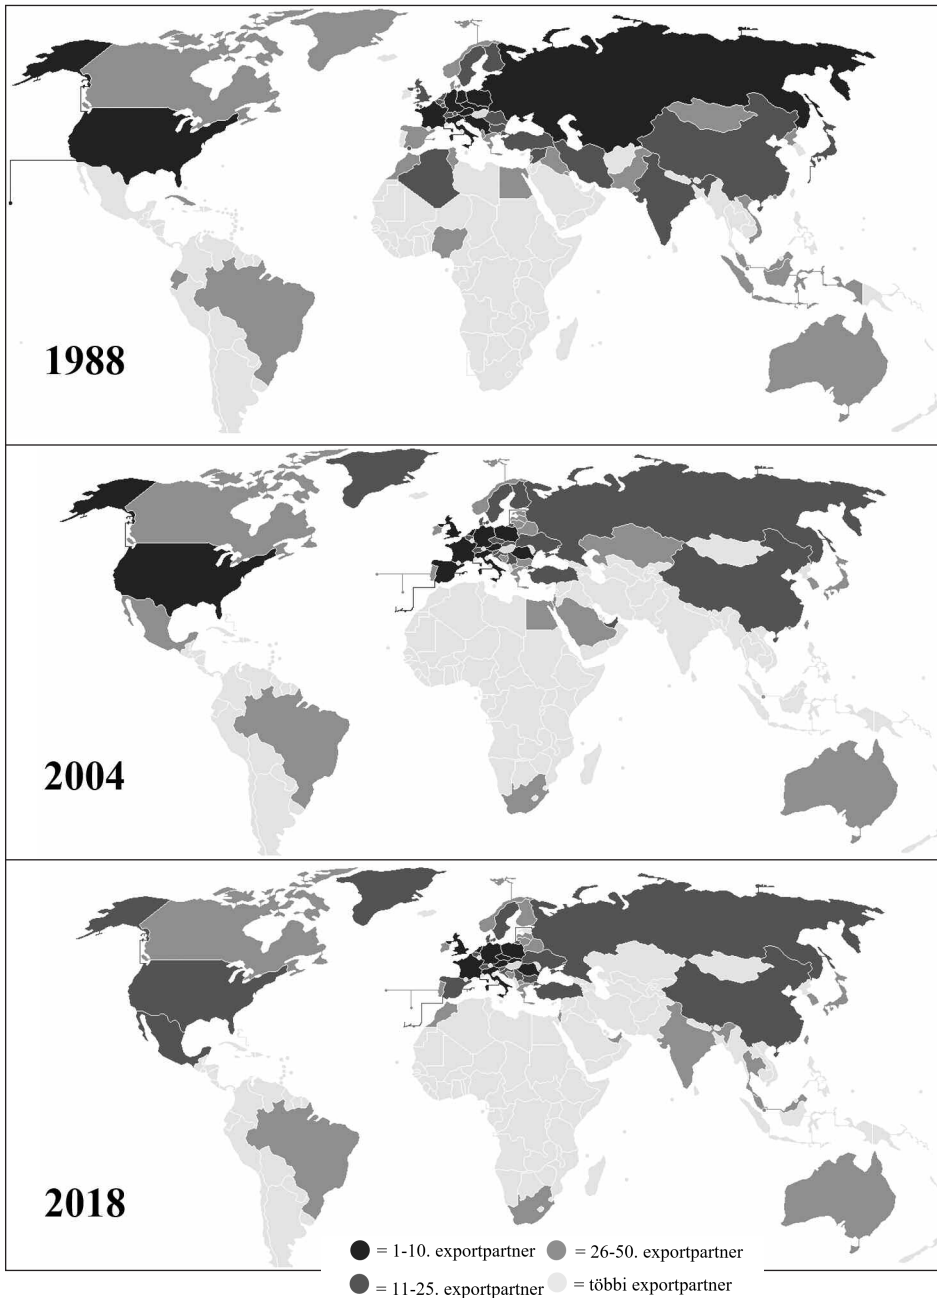 1988
2004
2018
= 1-10. exportpartner
= 26-50. exportpartner
= 11-25. exportpartner
= többi exportpartner